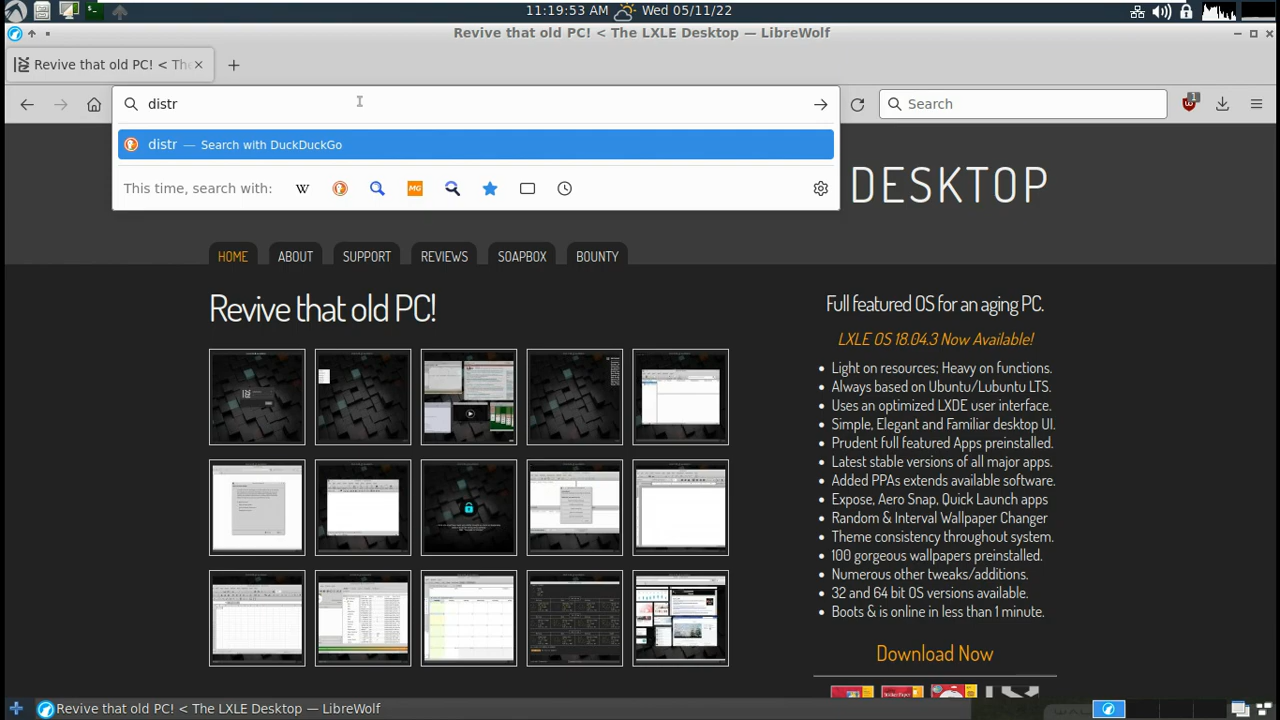 11:19:53 AM Wed 05/11/22
Revive that old PC! < The LXLE Desktop — LibreWolf
Revive that old PC! < The
distr
Search
1
distr — Search with DuckDuckGo
This time, search with: W MG
DESKTOP
HOME ABOUT SUPPORT REVIEWS SOAPBOX BOUNTY
Revive that old PC!
Full featured OS for an aging PC.
LXLE OS 18.04.3 Now Available!
Light on resources; Heavy on functions.
Always based on Ubuntu/Lubuntu LTS.
Uses an optimized LXDE user interface.
Simple, Elegant and Familiar desktop UI.
Prudent full featured Apps preinstalled.
Latest stable versions of all major apps.
Added PPAs extends available software.
Expose, Aero Snap, Quick Launch apps
Random & Interval Wallpaper Changer
Theme consistency throughout system.
100 gorgeous wallpapers preinstalled.
Numerous other tweaks/additions.
32 and 64 bit OS versions available.
Boots & is online in less than 1 minute.
Download Now
Revive that old PC! < The LXLE Desktop — LibreWolf